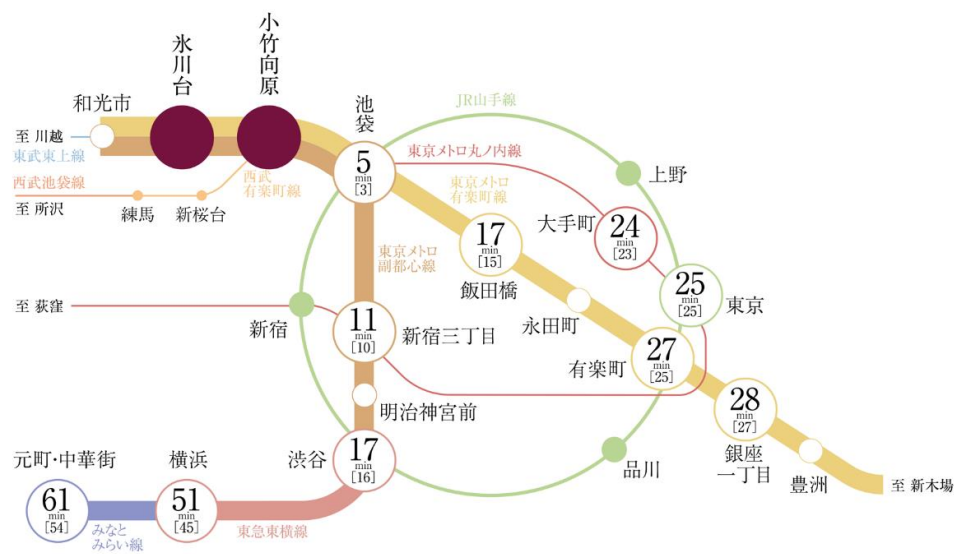 小竹向原
氷川台
和光市
池袋
JR山手線
至 川越
東武東上線
東京メトロ丸ノ内線
5
min
[3]
上野
西武池袋線
西武
有楽町線
東京メトロ
有楽町線
至 所沢
練馬
新桜台
大手町
24
min
[23]
17
min
[15]
飯田橋
東京メトロ
副都心線
25
min
[25]
東京
至 荻窪
新宿
11
min
[10]
新宿三丁目
永田町
有楽町
27
min
[25]
明治神宮前
28
min
[27]
銀座
一丁目
元町・中華街
横浜
渋谷
17
min
[16]
品川
豊洲
至 新木場
61
min
[54]
51
min
[45]
みなと
みらい線
東急東横線